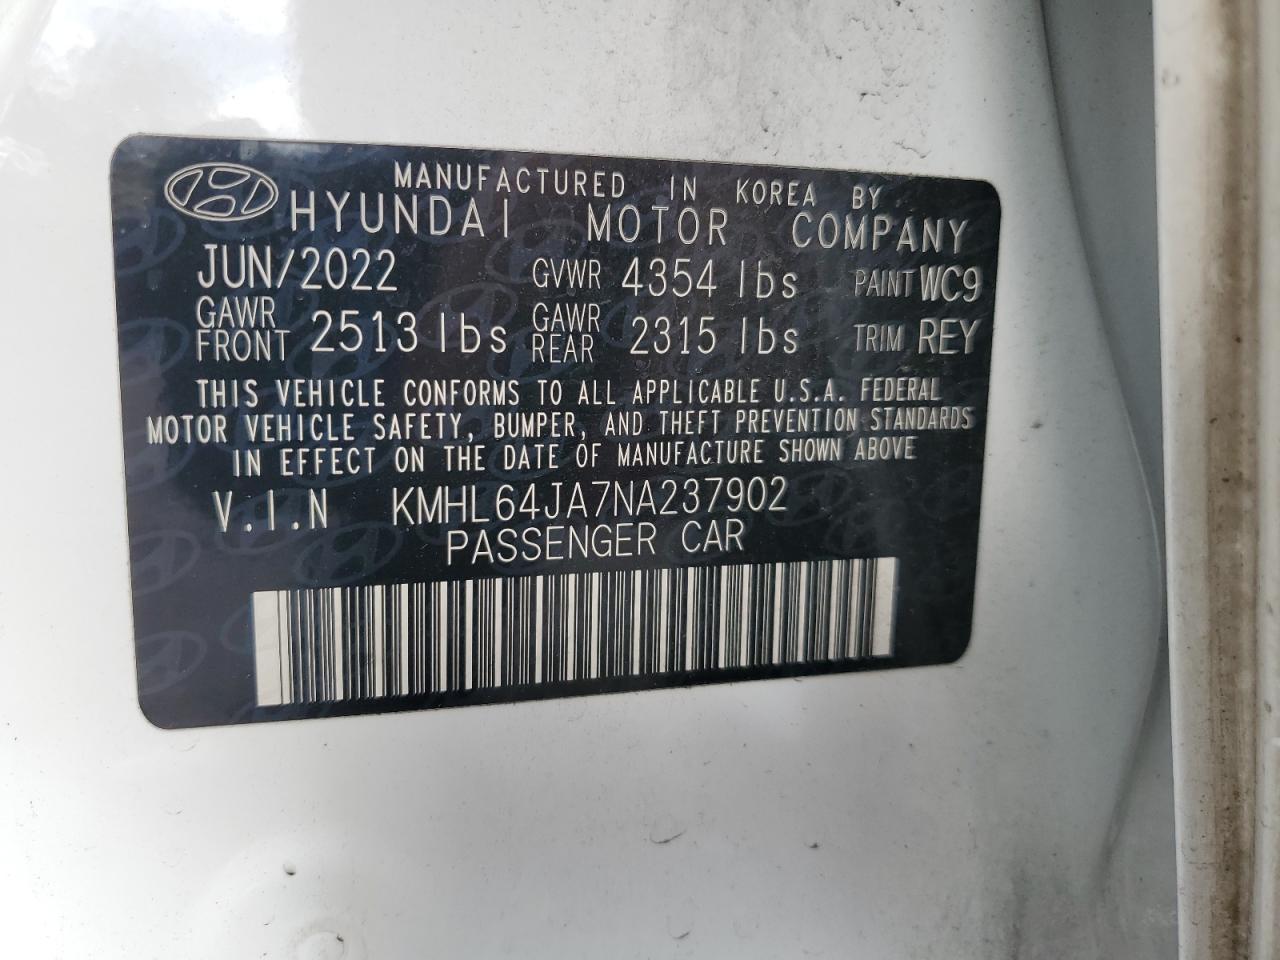 MANUFACTURED IN KOREA BY
HYUNDAI MOTOR COMPANY
JUN/2022 GVWR 4354 lbs PAINT WC9
GAWR FRONT 2513 lbs GAWR REAR 2315 lbs TRIM REY
THIS VEHICLE CONFORMS TO ALL APPLICABLE U.S.A. FEDERAL
MOTOR VEHICLE SAFETY, BUMPER, AND THEFT PREVENTION STANDARDS
IN EFFECT ON THE DATE OF MANUFACTURE SHOWN ABOVE
V.I.N KMHL64JA7NA237902
PASSENGER CAR